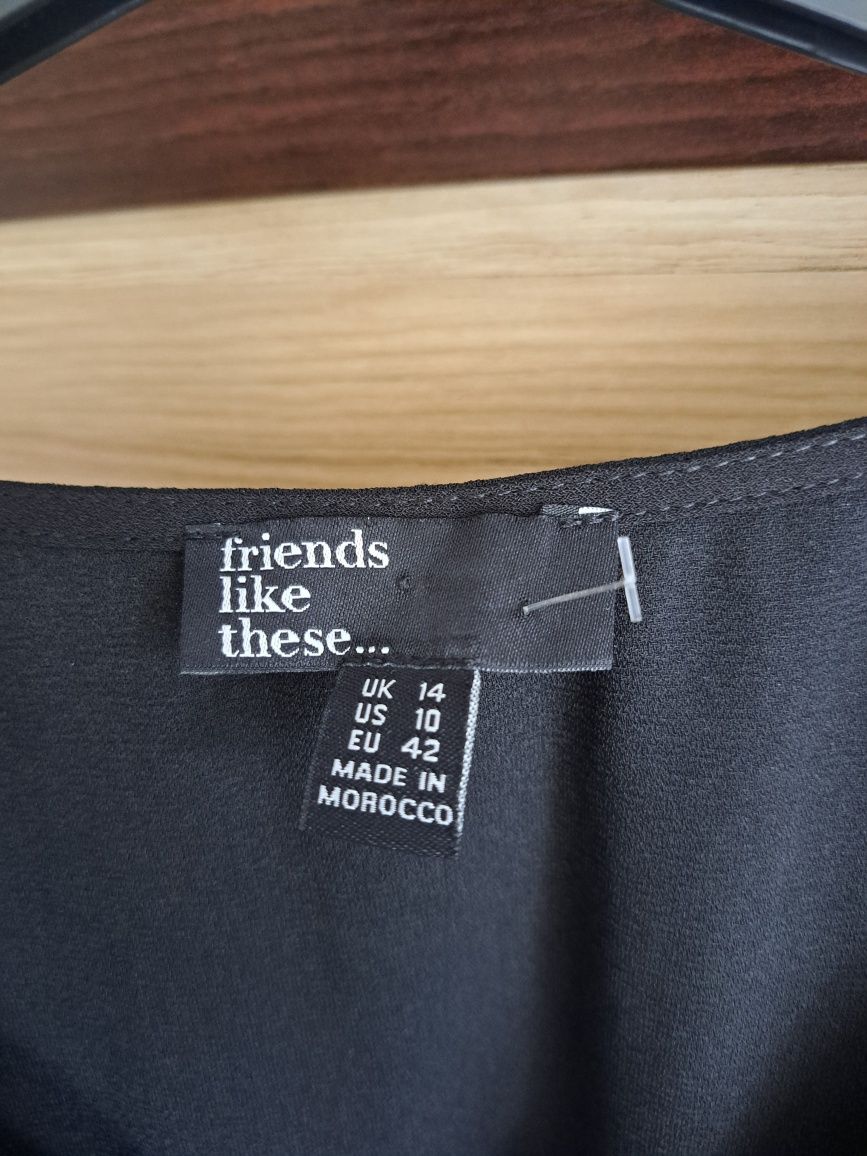 friends
like
these...
UK 14
US 10
EU 42
MADE IN
MOROCCO